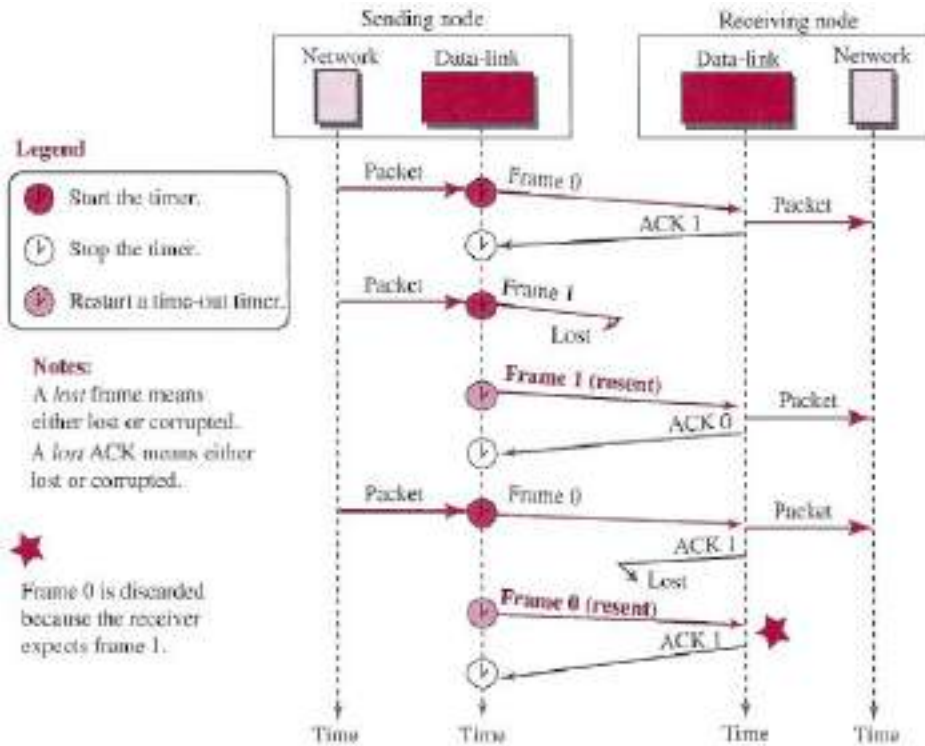 Sending node
Receiving node
Network
Data-link
Data-link
Network
Legend
Start the timer.
Stop the timer.
Restart a time-out timer.
Notes:
A lost frame means
either lost or corrupted.
A lost ACK means either
lost or corrupted.
Frame 0 is discarded
because the receiver
expects frame 1.
Packet
Frame 0
Packet
ACK 1
Packet
Frame 1
Lost
Frame 1 (resent)
Packet
ACK 0
Packet
Frame 0
Packet
ACK 1
Lost
Frame 0 (resent)
ACK 1
Time
Time
Time
Time